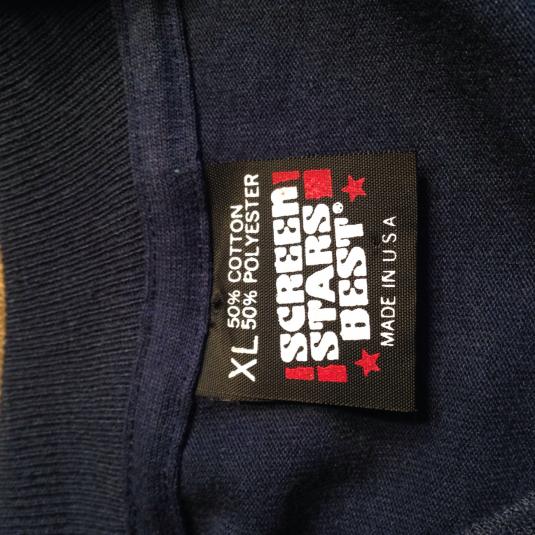 XL 50% COTTON
50% POLYESTER
SCREEN
STARS
BEST®
MADE IN USA